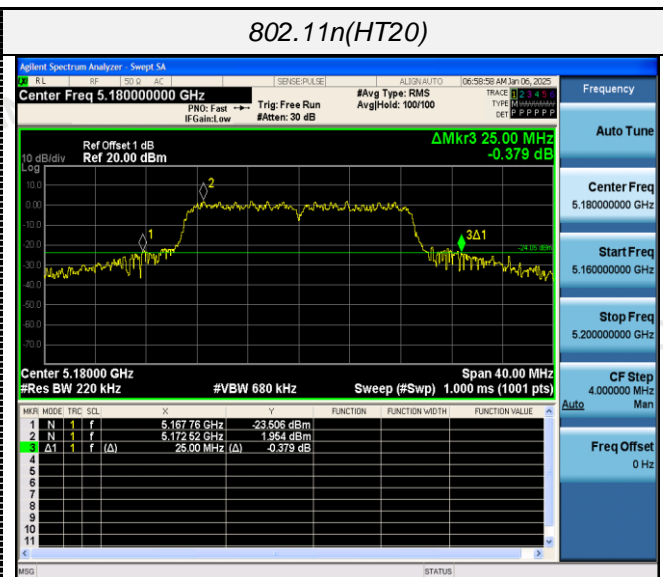 802.11n(HT20)
Agilent Spectrum Analyzer - Swept SA
RL RF 50 Ω AC SENSE:PULSE ALIGN AUTO 06:58:58 AM Jan 06, 2025
Center Freq 5.180000000 GHz #Avg Type: RMS TRACE 1 2 3 4 5 6
PNO: Fast Trig: Free Run Avg|Hold: 100/100 TYPE M
IFGain:Low #Atten: 30 dB DET P P P P P P
Frequency
Auto Tune
Center Freq
5.180000000 GHz
Start Freq
5.160000000 GHz
Stop Freq
5.200000000 GHz
CF Step
4.000000 MHz
Auto Man
Freq Offset
0 Hz
Ref Offset 1 dB ΔMkr3 25.00 MHz
10 dB/div Ref 20.00 dBm -0.379 dB
Log
10.0
0.00
-10.0
-20.0
-30.0
-40.0
-50.0
-60.0
-70.0
2
1
3Δ1
-24.05 dBm
Center 5.18000 GHz Span 40.00 MHz
#Res BW 220 kHz #VBW 680 kHz Sweep (#Swp) 1.000 ms (1001 pts)
MKR MODE TRC SCL X Y FUNCTION FUNCTION WIDTH FUNCTION VALUE
1 N 1 f 5.167 76 GHz -23.506 dBm
2 N 1 f 5.172 52 GHz 1.954 dBm
3 Δ1 1 f (Δ) 25.00 MHz (Δ) -0.379 dB
4
5
6
7
8
9
10
11
MSG STATUS